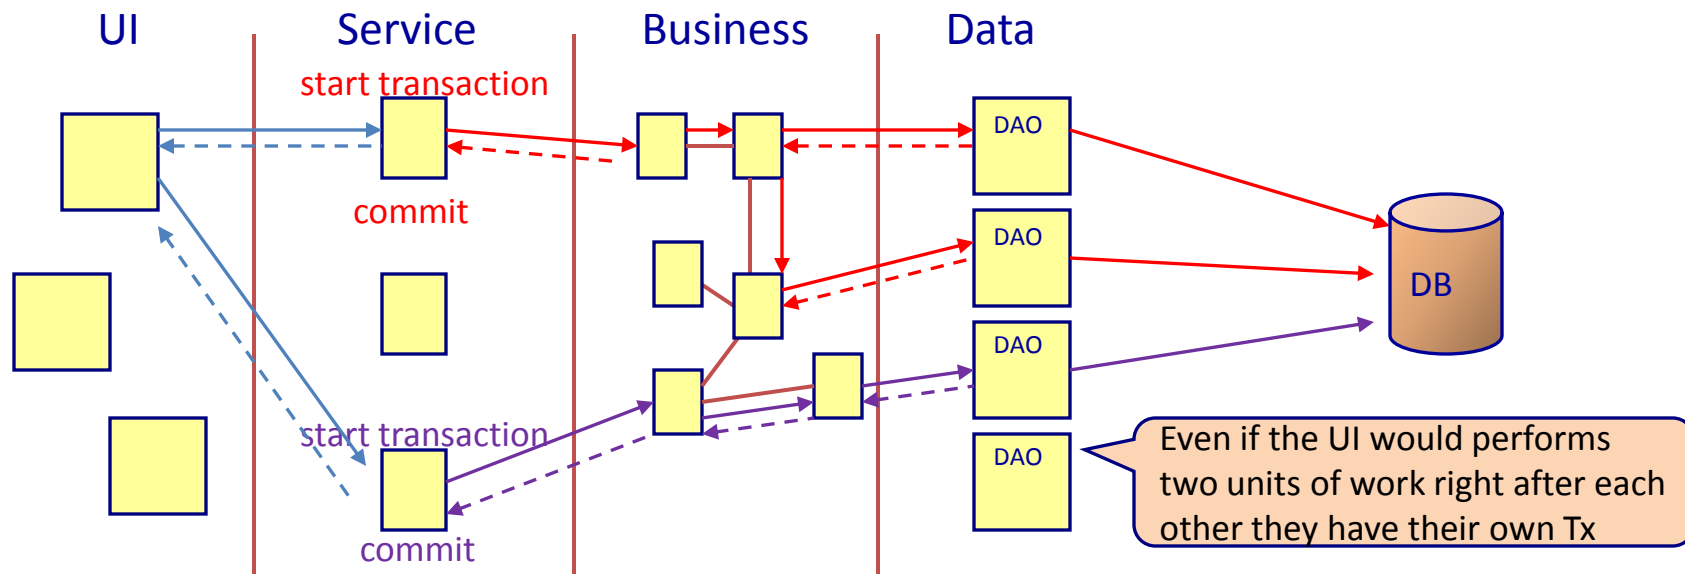 UI
Service
Business
Data
start transaction
commit
DAO
DAO
DAO
DAO
DB
start transaction
commit
Even if the UI would performs
two units of work right after each
other they have their own Tx